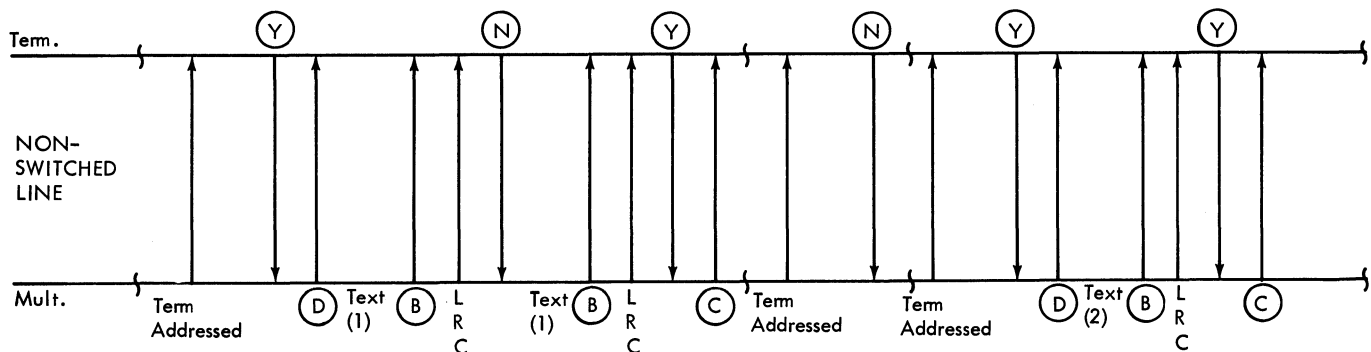 Term.
Y N Y N Y Y
NON-
SWITCHED
LINE
Mult.
Term
Addressed
D
Text
(1)
B
L
R
C
Text
(1)
B
L
R
C
C
Term
Addressed
Term
Addressed
D
Text
(2)
B
L
R
C
C